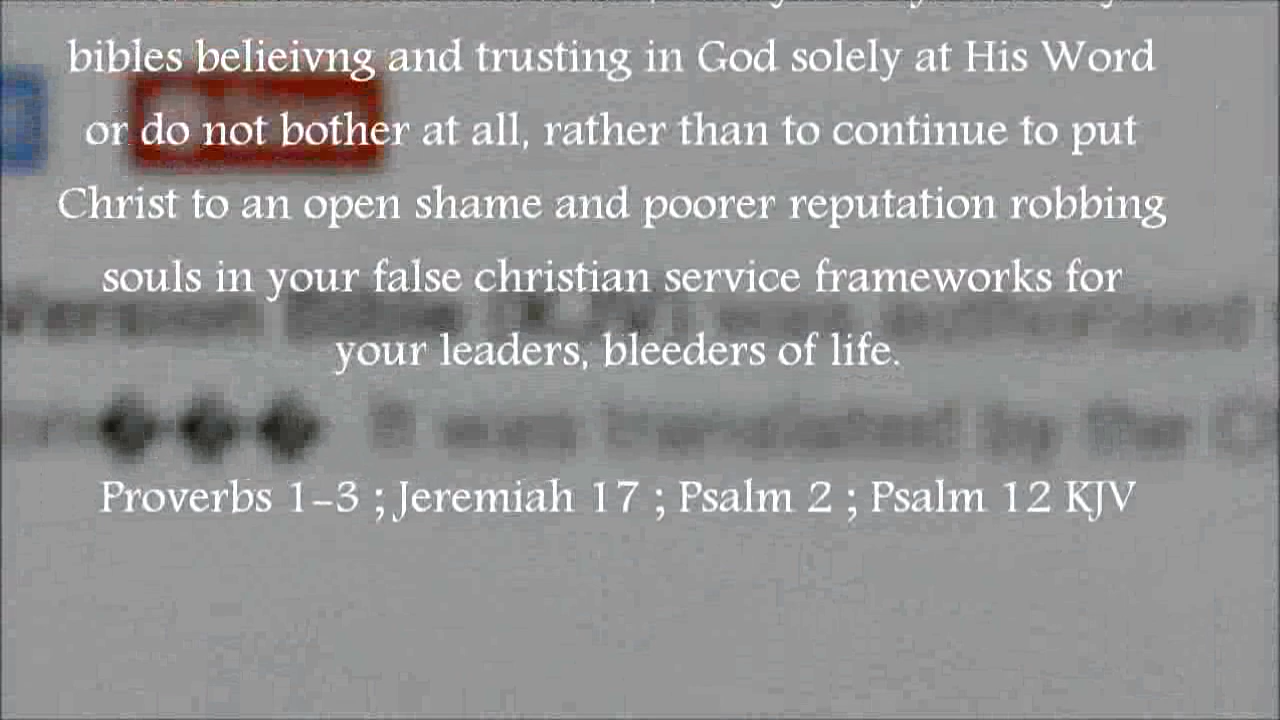 bibles belieivng and trusting in God solely at His Word
or do not bother at all, rather than to continue to put
Christ to an open shame and poorer reputation robbing
souls in your false christian service frameworks for
your leaders, bleeders of life.
Proverbs 1-3 ; Jeremiah 17 ; Psalm 2 ; Psalm 12 KJV